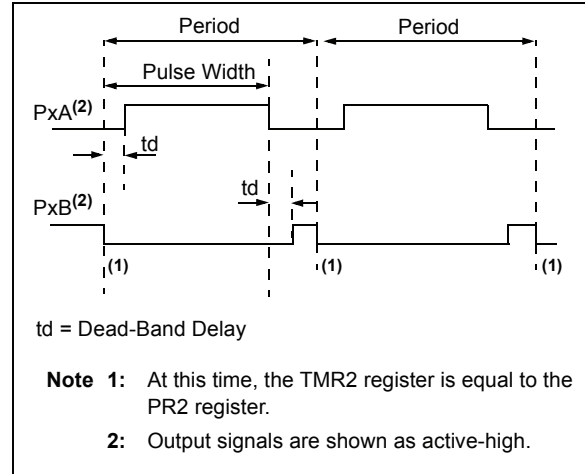 Period Period
Pulse Width
PxA(2)
td
td
PxB(2)
(1) (1) (1)
td = Dead-Band Delay
Note 1: At this time, the TMR2 register is equal to the
PR2 register.
2: Output signals are shown as active-high.